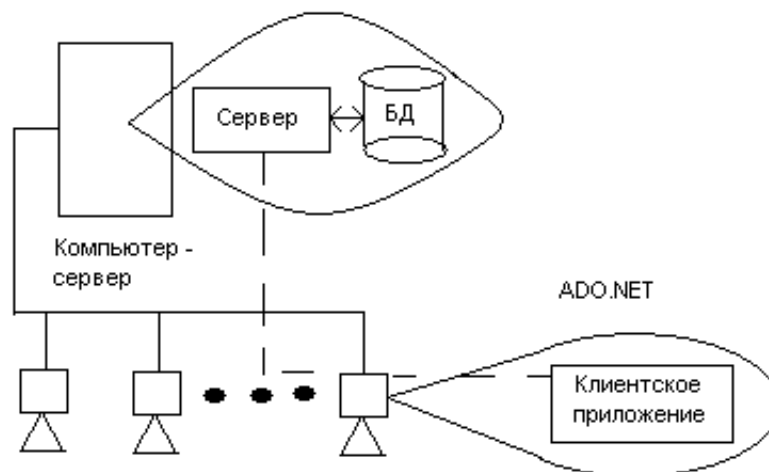 Сервер
БД
Компьютер -
сервер
ADO.NET
Клиентское
приложение